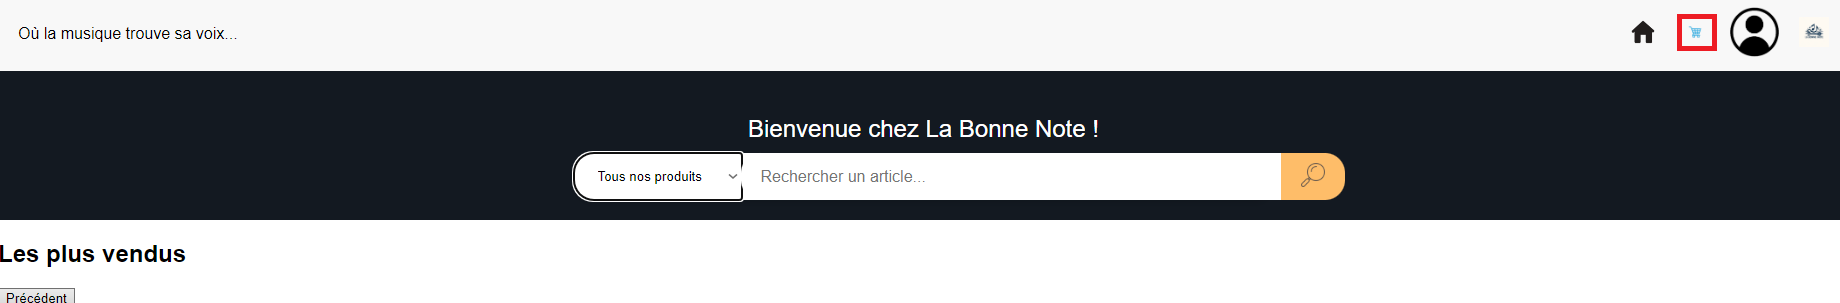 Où la musique trouve sa voix...
Bienvenue chez La Bonne Note !
Tous nos produits
Rechercher un article...
Les plus vendus
Précédent